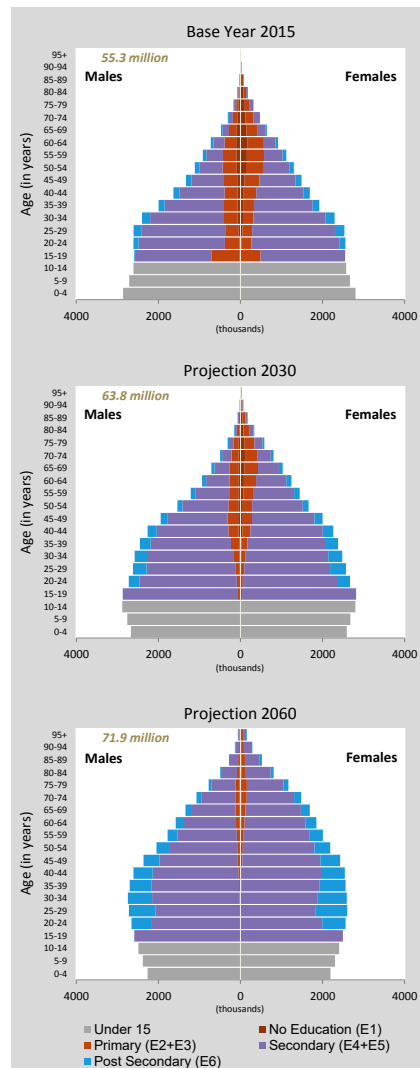 Base Year 2015
55.3 million
Males
Females
Age (in years)
95+
90-94
85-89
80-84
75-79
70-74
65-69
60-64
55-59
50-54
45-49
40-44
35-39
30-34
25-29
20-24
15-19
10-14
5-9
0-4
4000 2000 0 2000 4000
(thousands)
Projection 2030
63.8 million
Males
Females
Age (in years)
95+
90-94
85-89
80-84
75-79
70-74
65-69
60-64
55-59
50-54
45-49
40-44
35-39
30-34
25-29
20-24
15-19
10-14
5-9
0-4
4000 2000 0 2000 4000
(thousands)
Projection 2060
71.9 million
Males
Females
Age (in years)
95+
90-94
85-89
80-84
75-79
70-74
65-69
60-64
55-59
50-54
45-49
40-44
35-39
30-34
25-29
20-24
15-19
10-14
5-9
0-4
4000 2000 0 2000 4000
(thousands)
Under 15 No Education (E1)
Primary (E2+E3) Secondary (E4+E5)
Post Secondary (E6)